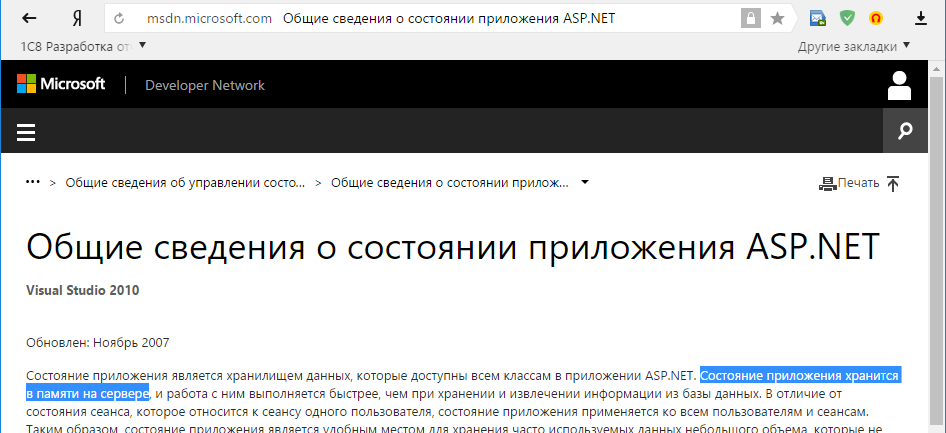 Я msdn.microsoft.com Общие сведения о состоянии приложения ASP.NET
1C8 Разработка от Другие закладки
Microsoft Developer Network
••• > Общие сведения об управлении состо... > Общие сведения о состоянии прилож... Печать
Общие сведения о состоянии приложения ASP.NET
Visual Studio 2010
Обновлен: Ноябрь 2007
Состояние приложения является хранилищем данных, которые доступны всем классам в приложении ASP.NET. Состояние приложения хранится
в памяти на сервере, и работа с ним выполняется быстрее, чем при хранении и извлечении информации из базы данных. В отличие от
состояния сеанса, которое относится к сеансу одного пользователя, состояние приложения применяется ко всем пользователям и сеансам.
Таким образом, состояние приложения является удобным местом для хранения часто используемых данных небольшого объема, которые не